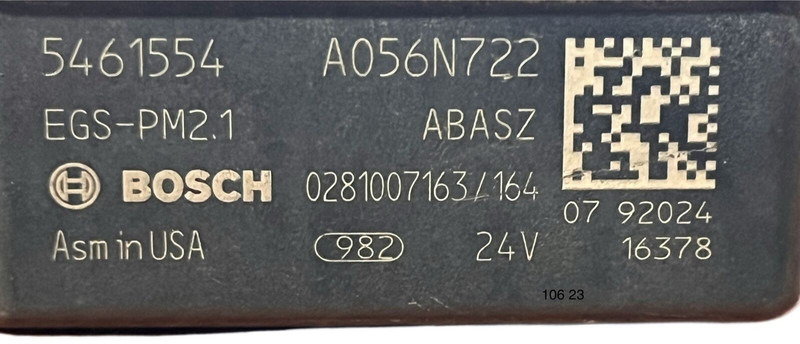 5461554 A056N722
EGS-PM2.1 ABASZ
BOSCH 0281007163/164
07 92024
Asm in USA 982 24V 16378
106 23